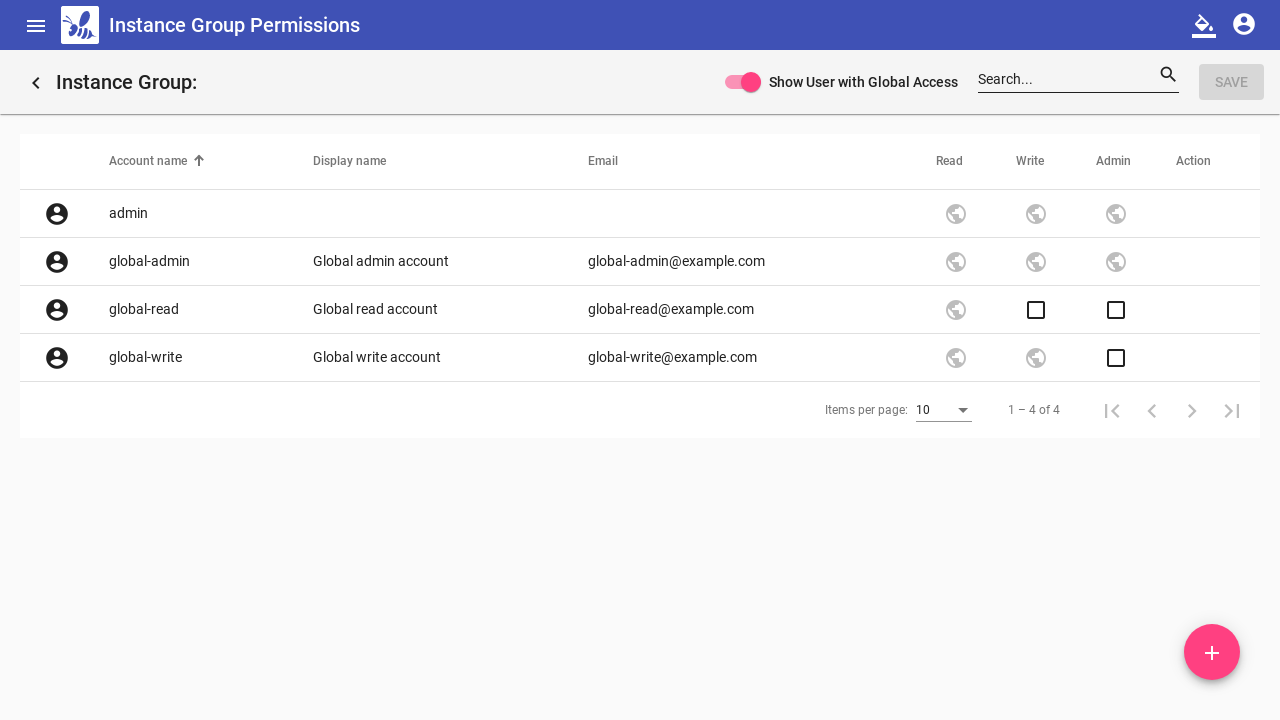 Instance Group Permissions
Instance Group:
Show User with Global Access
Search...
SAVE
Account name Display name Email Read Write Admin Action
admin
global-admin Global admin account global-admin@example.com
global-read Global read account global-read@example.com
global-write Global write account global-write@example.com
Items per page: 10 1 – 4 of 4